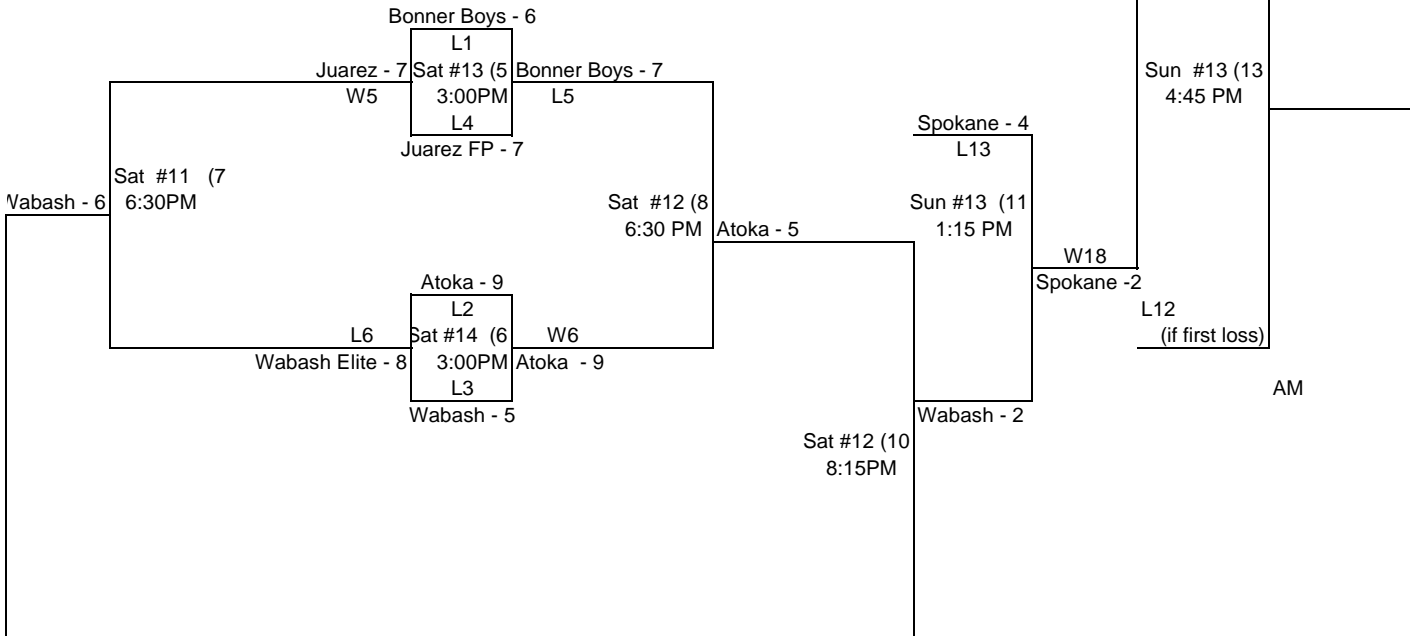 Bonner Boys - 6
L1
Juarez - 7 Sat #13 (5 Bonner Boys - 7
W5 3:00PM L5
L4
Juarez FP - 7
Sun #13 (13
4:45 PM
Spokane - 4
L13
Sat #11 (7
6:30PM
Wabash - 6
Sat #12 (8
6:30 PM
Atoka - 5
Sun #13 (11
1:15 PM
W18
Spokane -2
Atoka - 9
L2
L6 Sat #14 (6 W6
Wabash Elite - 8 3:00PM Atoka - 9
L3
Wabash - 5
L12
(if first loss)
AM
Wabash - 2
Sat #12 (10
8:15PM